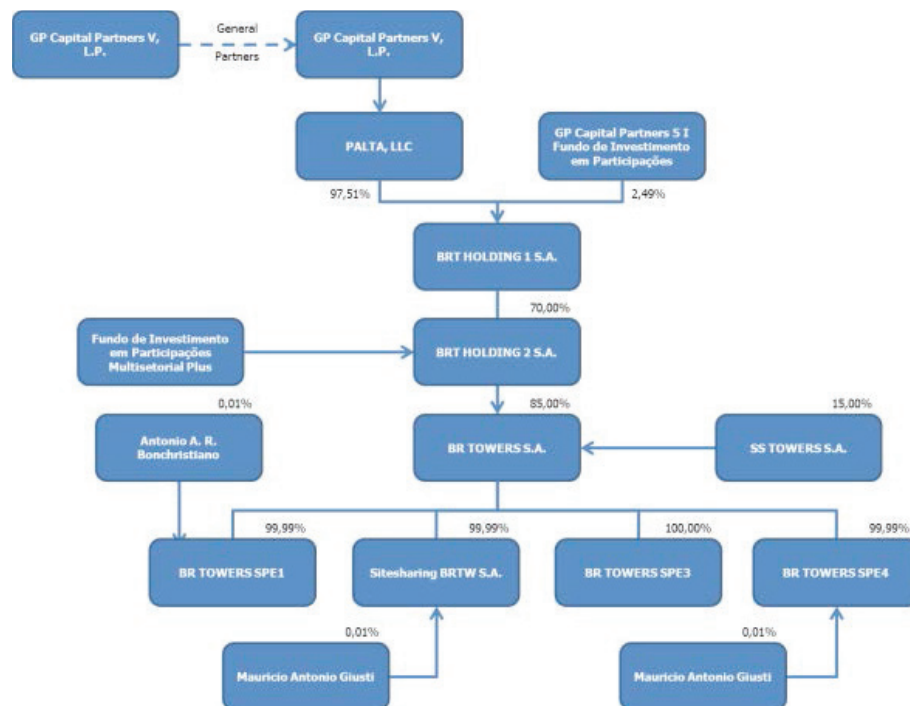 GP Capital Partners V,
L.P.
General
Partners
GP Capital Partners V,
L.P.
PALTA, LLC
GP Capital Partners 5 I
Fundo de Investimento
em Participações
97,51%
2,49%
BRT HOLDING 1 S.A.
70,00%
Fundo de Investimento
em Participações
Multisetorial Plus
BRT HOLDING 2 S.A.
0,01%
85,00%
15,00%
Antonio A. R.
Bonchristiano
BR TOWERS S.A.
SS TOWERS S.A.
99,99%
99,99%
100,00%
99,99%
BR TOWERS SPE1
Sitesharing BRTW S.A.
BR TOWERS SPE3
BR TOWERS SPE4
0,01%
0,01%
Mauricio Antonio Giusti
Mauricio Antonio Giusti